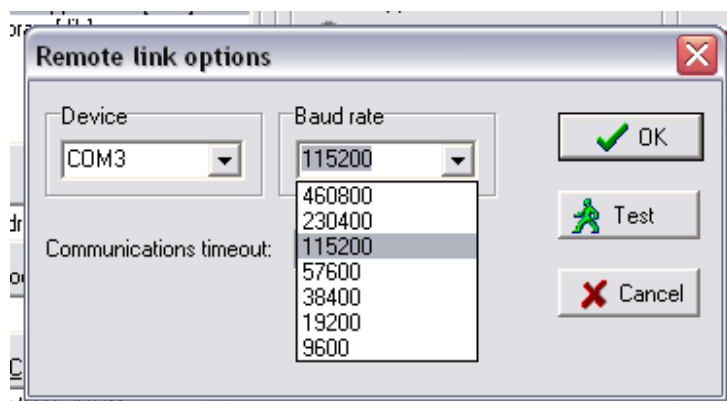 Remote link options
Device
COM3
Baud rate
115200
460800
230400
115200
57600
38400
19200
9600
Communications timeout:
OK
Test
Cancel